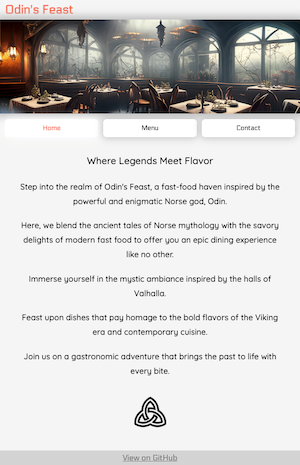 Odin's Feast
Home
Menu
Contact
Where Legends Meet Flavor
Step into the realm of Odin's Feast, a fast-food haven inspired by the
powerful and enigmatic Norse god, Odin.
Here, we blend the ancient tales of Norse mythology with the savory
delights of modern fast food to offer you an epic dining experience
like no other.
Immerse yourself in the mystic ambiance inspired by the halls of
Valhalla.
Feast upon dishes that pay homage to the bold flavors of the Viking
era and contemporary cuisine.
Join us on a gastronomic adventure that brings the past to life with
every bite.
View on GitHub